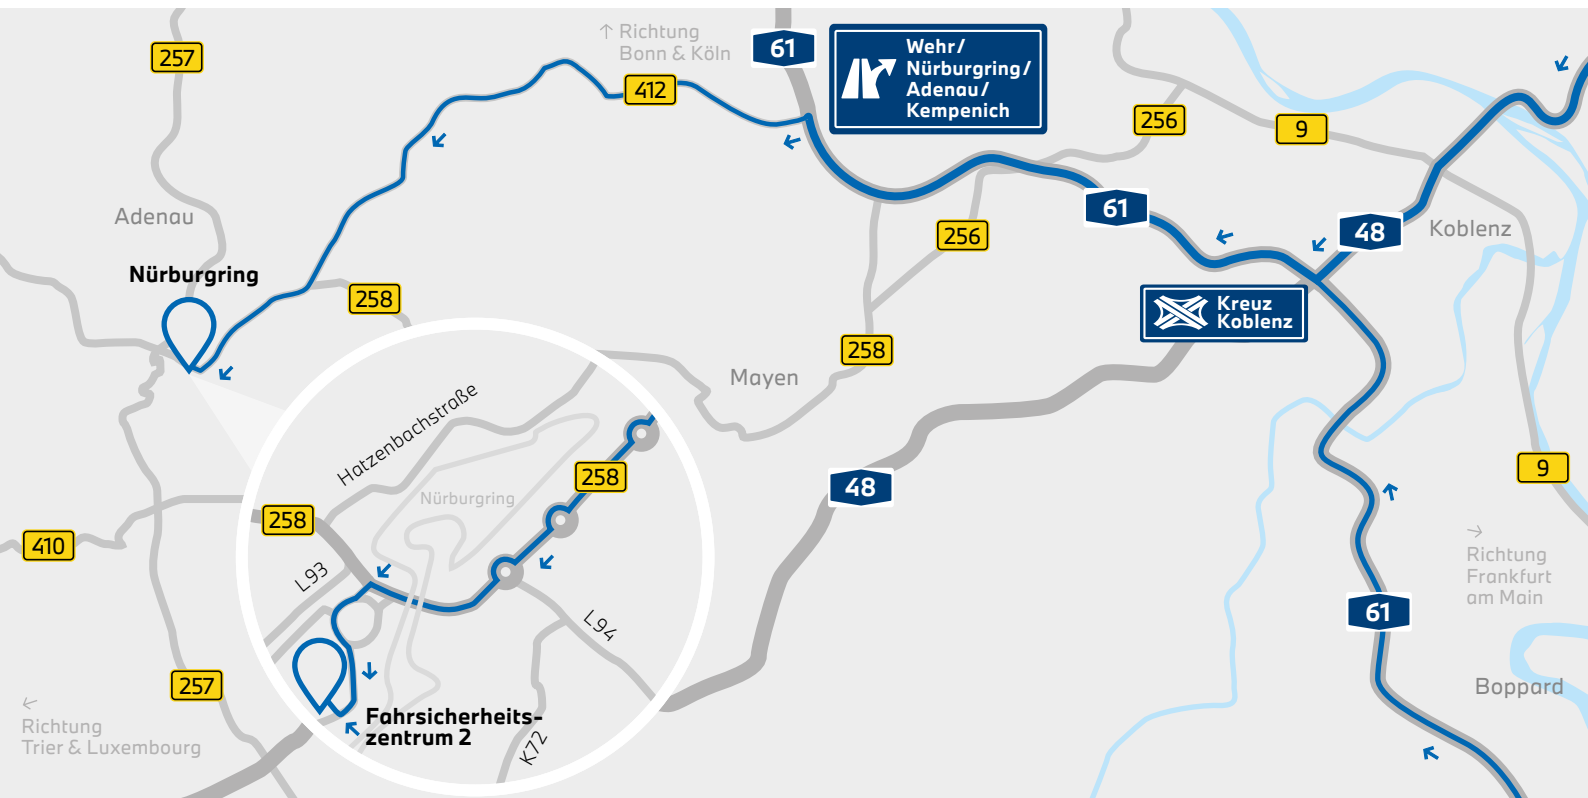 257
↑ Richtung
Bonn & Köln
412
61
Wehr/
Nürburgring/
Adenau/
Kempenich
256
9
Adenau
Nürburgring
258
256
61
48
Koblenz
Kreuz
Koblenz
258
Mayen
Hatzenbachstraße
Nürburgring
258
258
48
9
410
L93
L94
→
Richtung
Frankfurt
am Main
61
257
Boppard
←
Richtung
Trier & Luxembourg
Fahrsicherheits-
zentrum 2
K72